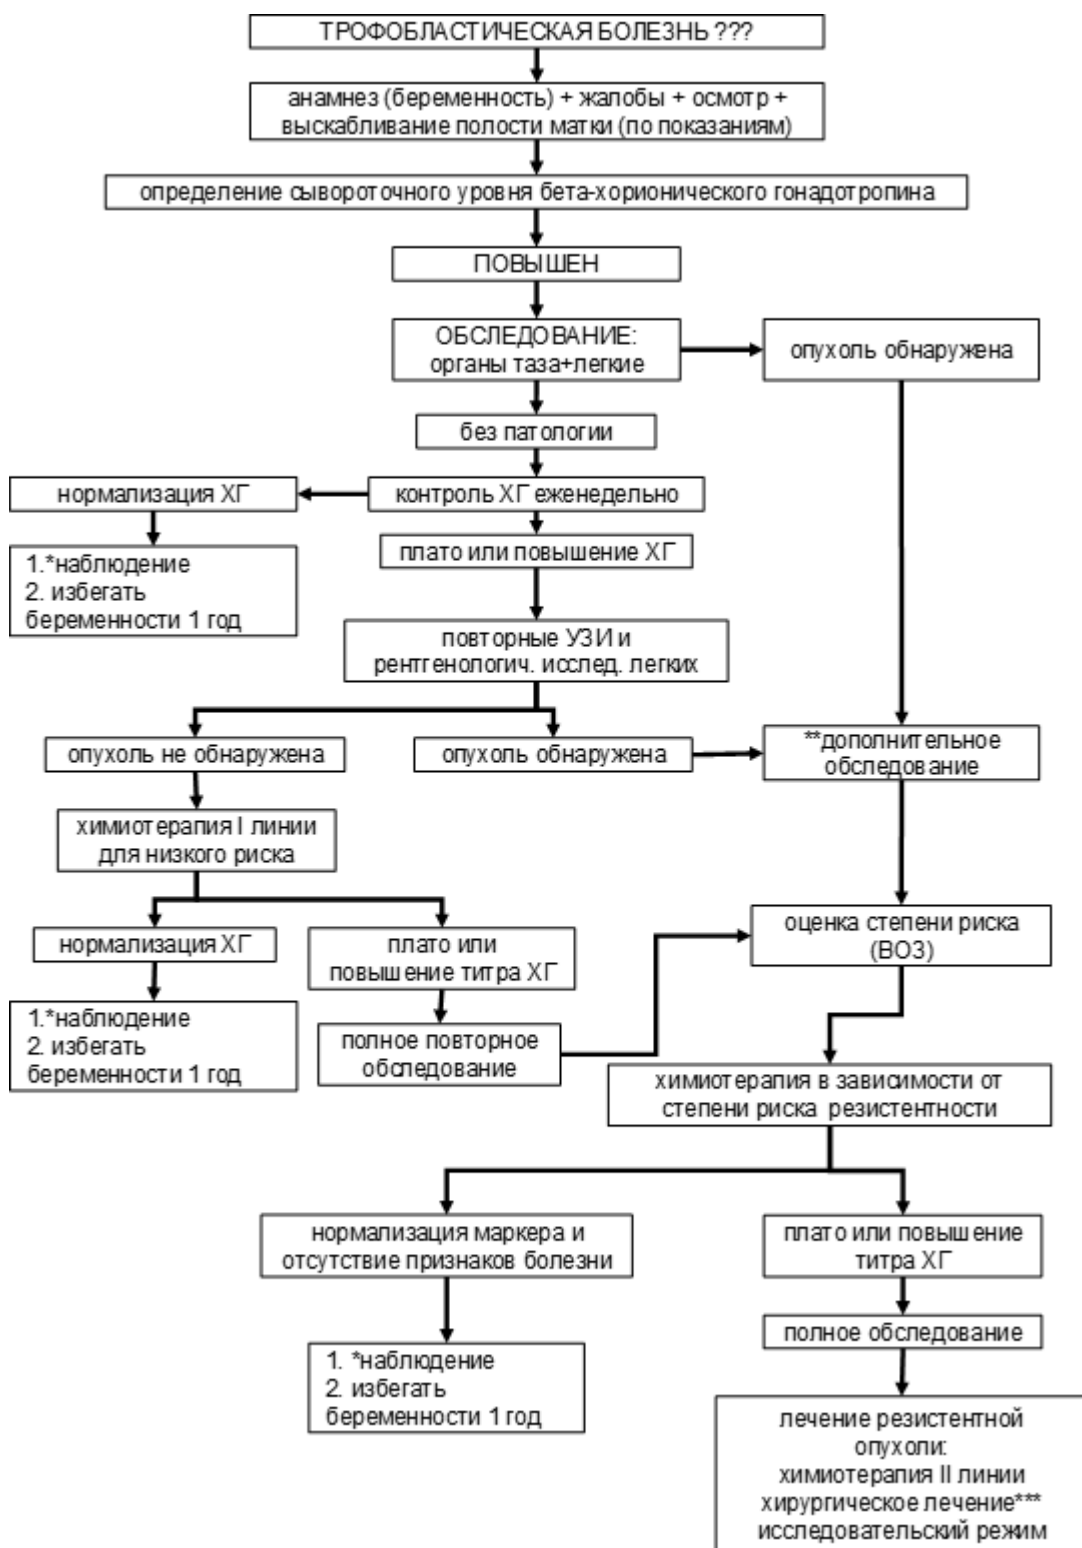 ТРОФОБЛАСТИЧЕСКАЯ БОЛЕЗНЬ ???
анамнез (беременность) + жалобы + осмотр +
выскабливание полости матки (по показаниям)
определение сывороточного уровня бета-хорионического гонадотропина
ПОВЫШЕН
ОБСЛЕДОВАНИЕ:
органы таза+легкие
опухоль обнаружена
без патологии
нормализация ХГ
контроль ХГ еженедельно
1.*наблюдение
2. избегать
беременности 1 год
плато или повышение ХГ
повторные УЗИ и
рентгенологич. исслед. легких
опухоль не обнаружена
опухоль обнаружена
**дополнительное
обследование
химиотерапия I линии
для низкого риска
нормализация ХГ
плато или
повышение титра ХГ
оценка степени риска
(ВОЗ)
1.*наблюдение
2. избегать
беременности 1 год
полное повторное
обследование
химиотерапия в зависимости от
степени риска резистентности
нормализация маркера и
отсутствие признаков болезни
плато или повышение
титра ХГ
полное обследование
1. *наблюдение
2. избегать
беременности 1 год
лечение резистентной
опухоли:
химиотерапия II линии
хирургическое лечение***
исследовательский режим